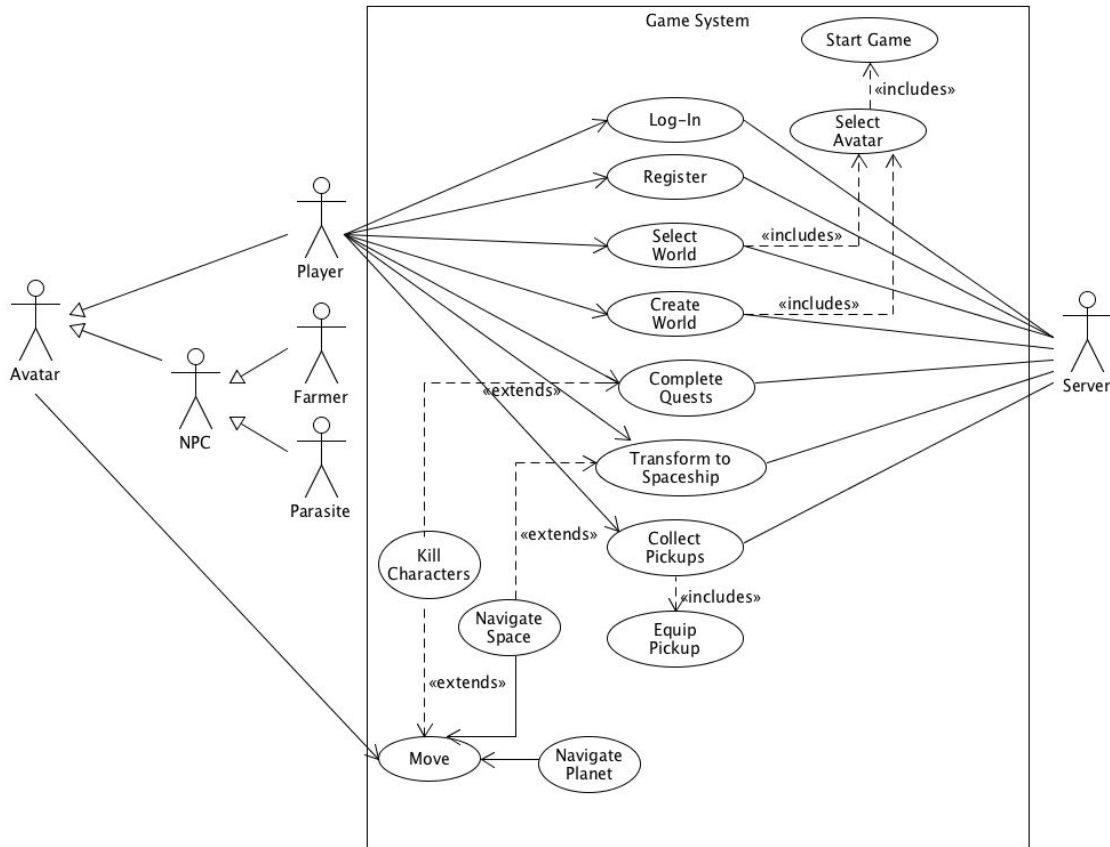 Game System
Start Game
«includes»
Log-In
Select
Avatar
Register
Select
World
«includes»
Player
Create
World
«includes»
Avatar
Farmer
NPC
Server
«extends»
Complete
Quests
Transform to
Spaceship
Parasite
«extends»
Collect
Pickups
Kill
Characters
«includes»
Navigate
Space
Equip
Pickup
«extends»
Move
Navigate
Planet